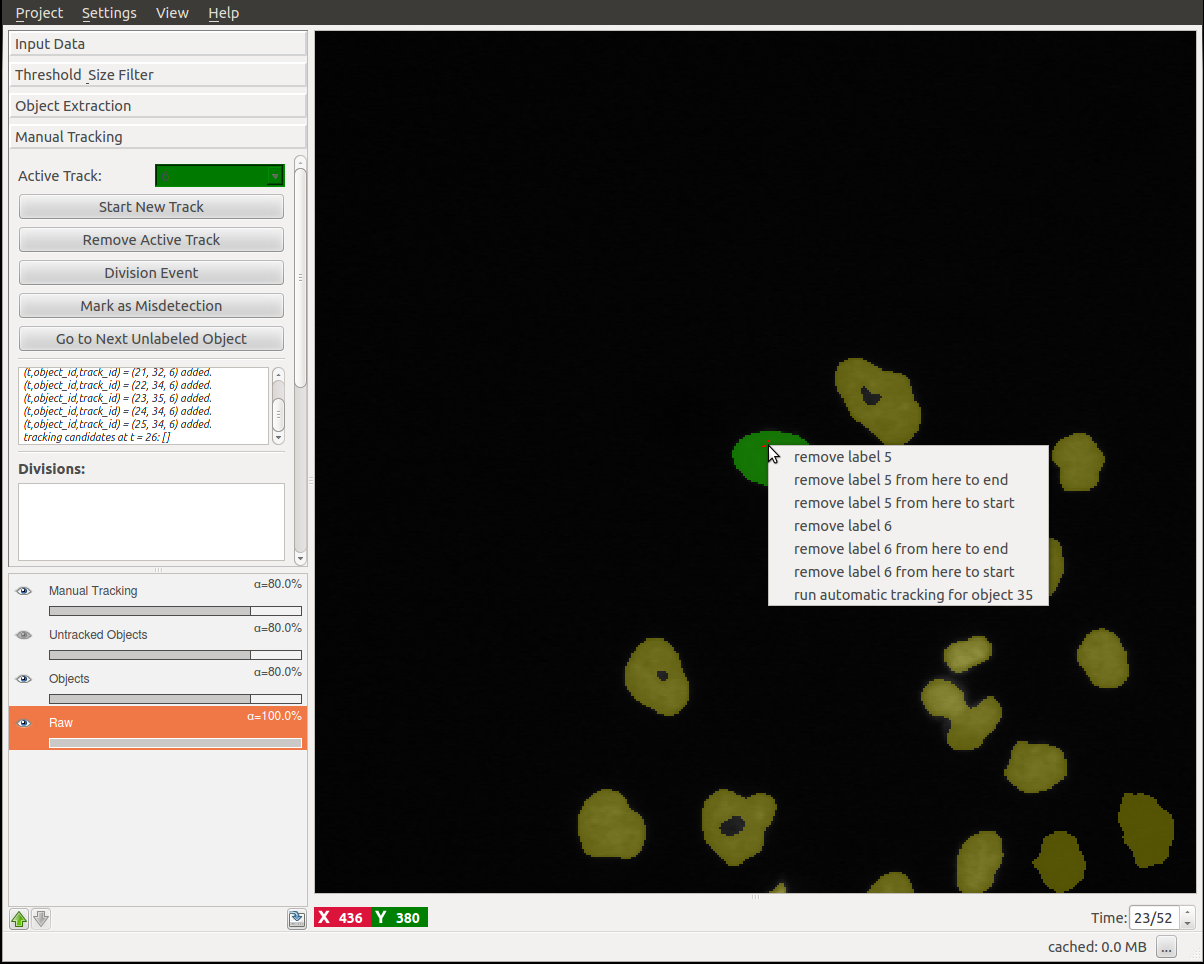 Project Settings View Help
Input Data
Threshold_Size Filter
Object Extraction
Manual Tracking
Active Track:
Start New Track
Remove Active Track
Division Event
Mark as Misdetection
Go to Next Unlabeled Object
(t,object_id,track_id) = (21, 32, 6) added.
(t,object_id,track_id) = (22, 34, 6) added.
(t,object_id,track_id) = (23, 35, 6) added.
(t,object_id,track_id) = (24, 34, 6) added.
(t,object_id,track_id) = (25, 34, 6) added.
tracking candidates at t = 26: []
Divisions:
Manual Tracking α=80.0%
Untracked Objects α=80.0%
Objects α=80.0%
Raw α=100.0%
remove label 5
remove label 5 from here to end
remove label 5 from here to start
remove label 6
remove label 6 from here to end
remove label 6 from here to start
run automatic tracking for object 35
X 436 Y 380
Time: 23/52
cached: 0.0 MB ...